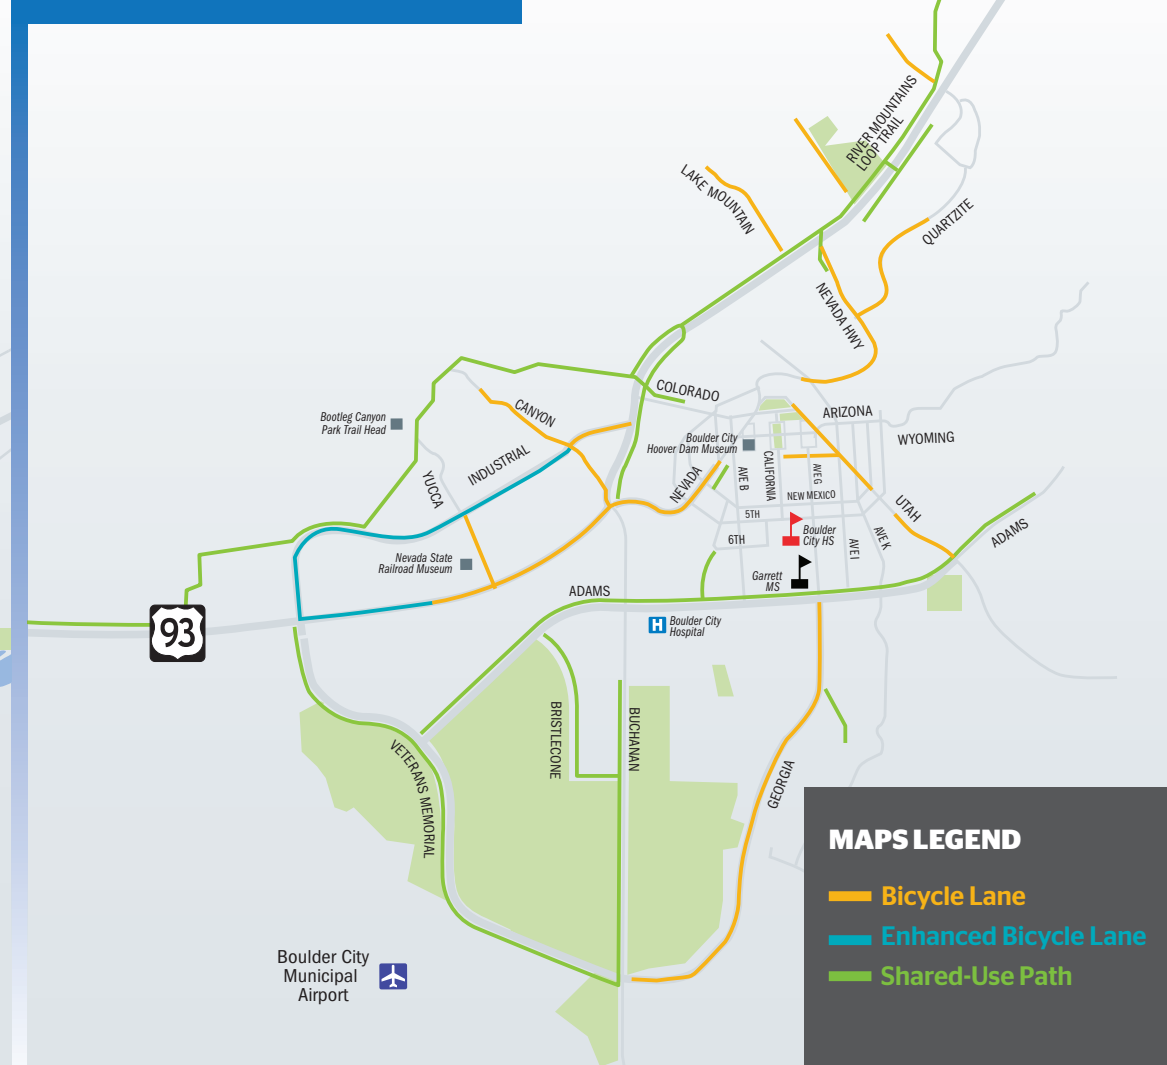 RIVER MOUNTAINS
LOOP TRAIL
LAKE MOUNTAIN
QUARTZITE
NEVADA HWY
COLORADO
ARIZONA
WYOMING
CANYON
Bootleg Canyon
Park Trail Head
INDUSTRIAL
YUCCA
Boulder City
Hoover Dam Museum
NEVADA
AVE B
CALIFORNIA
AVE G
NEW MEXICO
5TH
6TH
Boulder
City HS
AVE I
AVE K
UTAH
ADAMS
Nevada State
Railroad Museum
Garrett
MS
ADAMS
93
H
Boulder City
Hospital
BRISTLECONE
BUCHANAN
VETERANS MEMORIAL
GEORGIA
Boulder City
Municipal
Airport
MAPS LEGEND
Bicycle Lane
Enhanced Bicycle Lane
Shared-Use Path